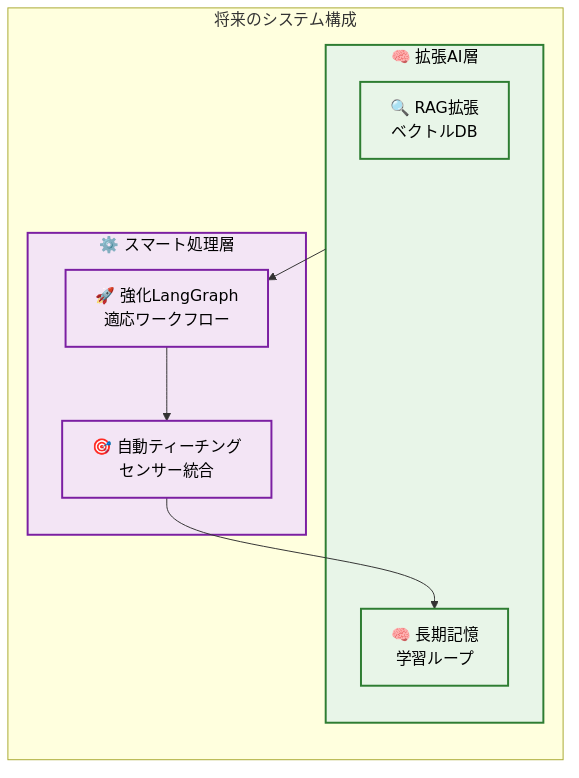 将来のシステム構成
🧠 拡張AI層
🔍 RAG拡張
ベクトルDB
⚙️ スマート処理層
🚀 強化LangGraph
適応ワークフロー
🎯 自動ティーチング
センサー統合
🧠 長期記憶
学習ループ